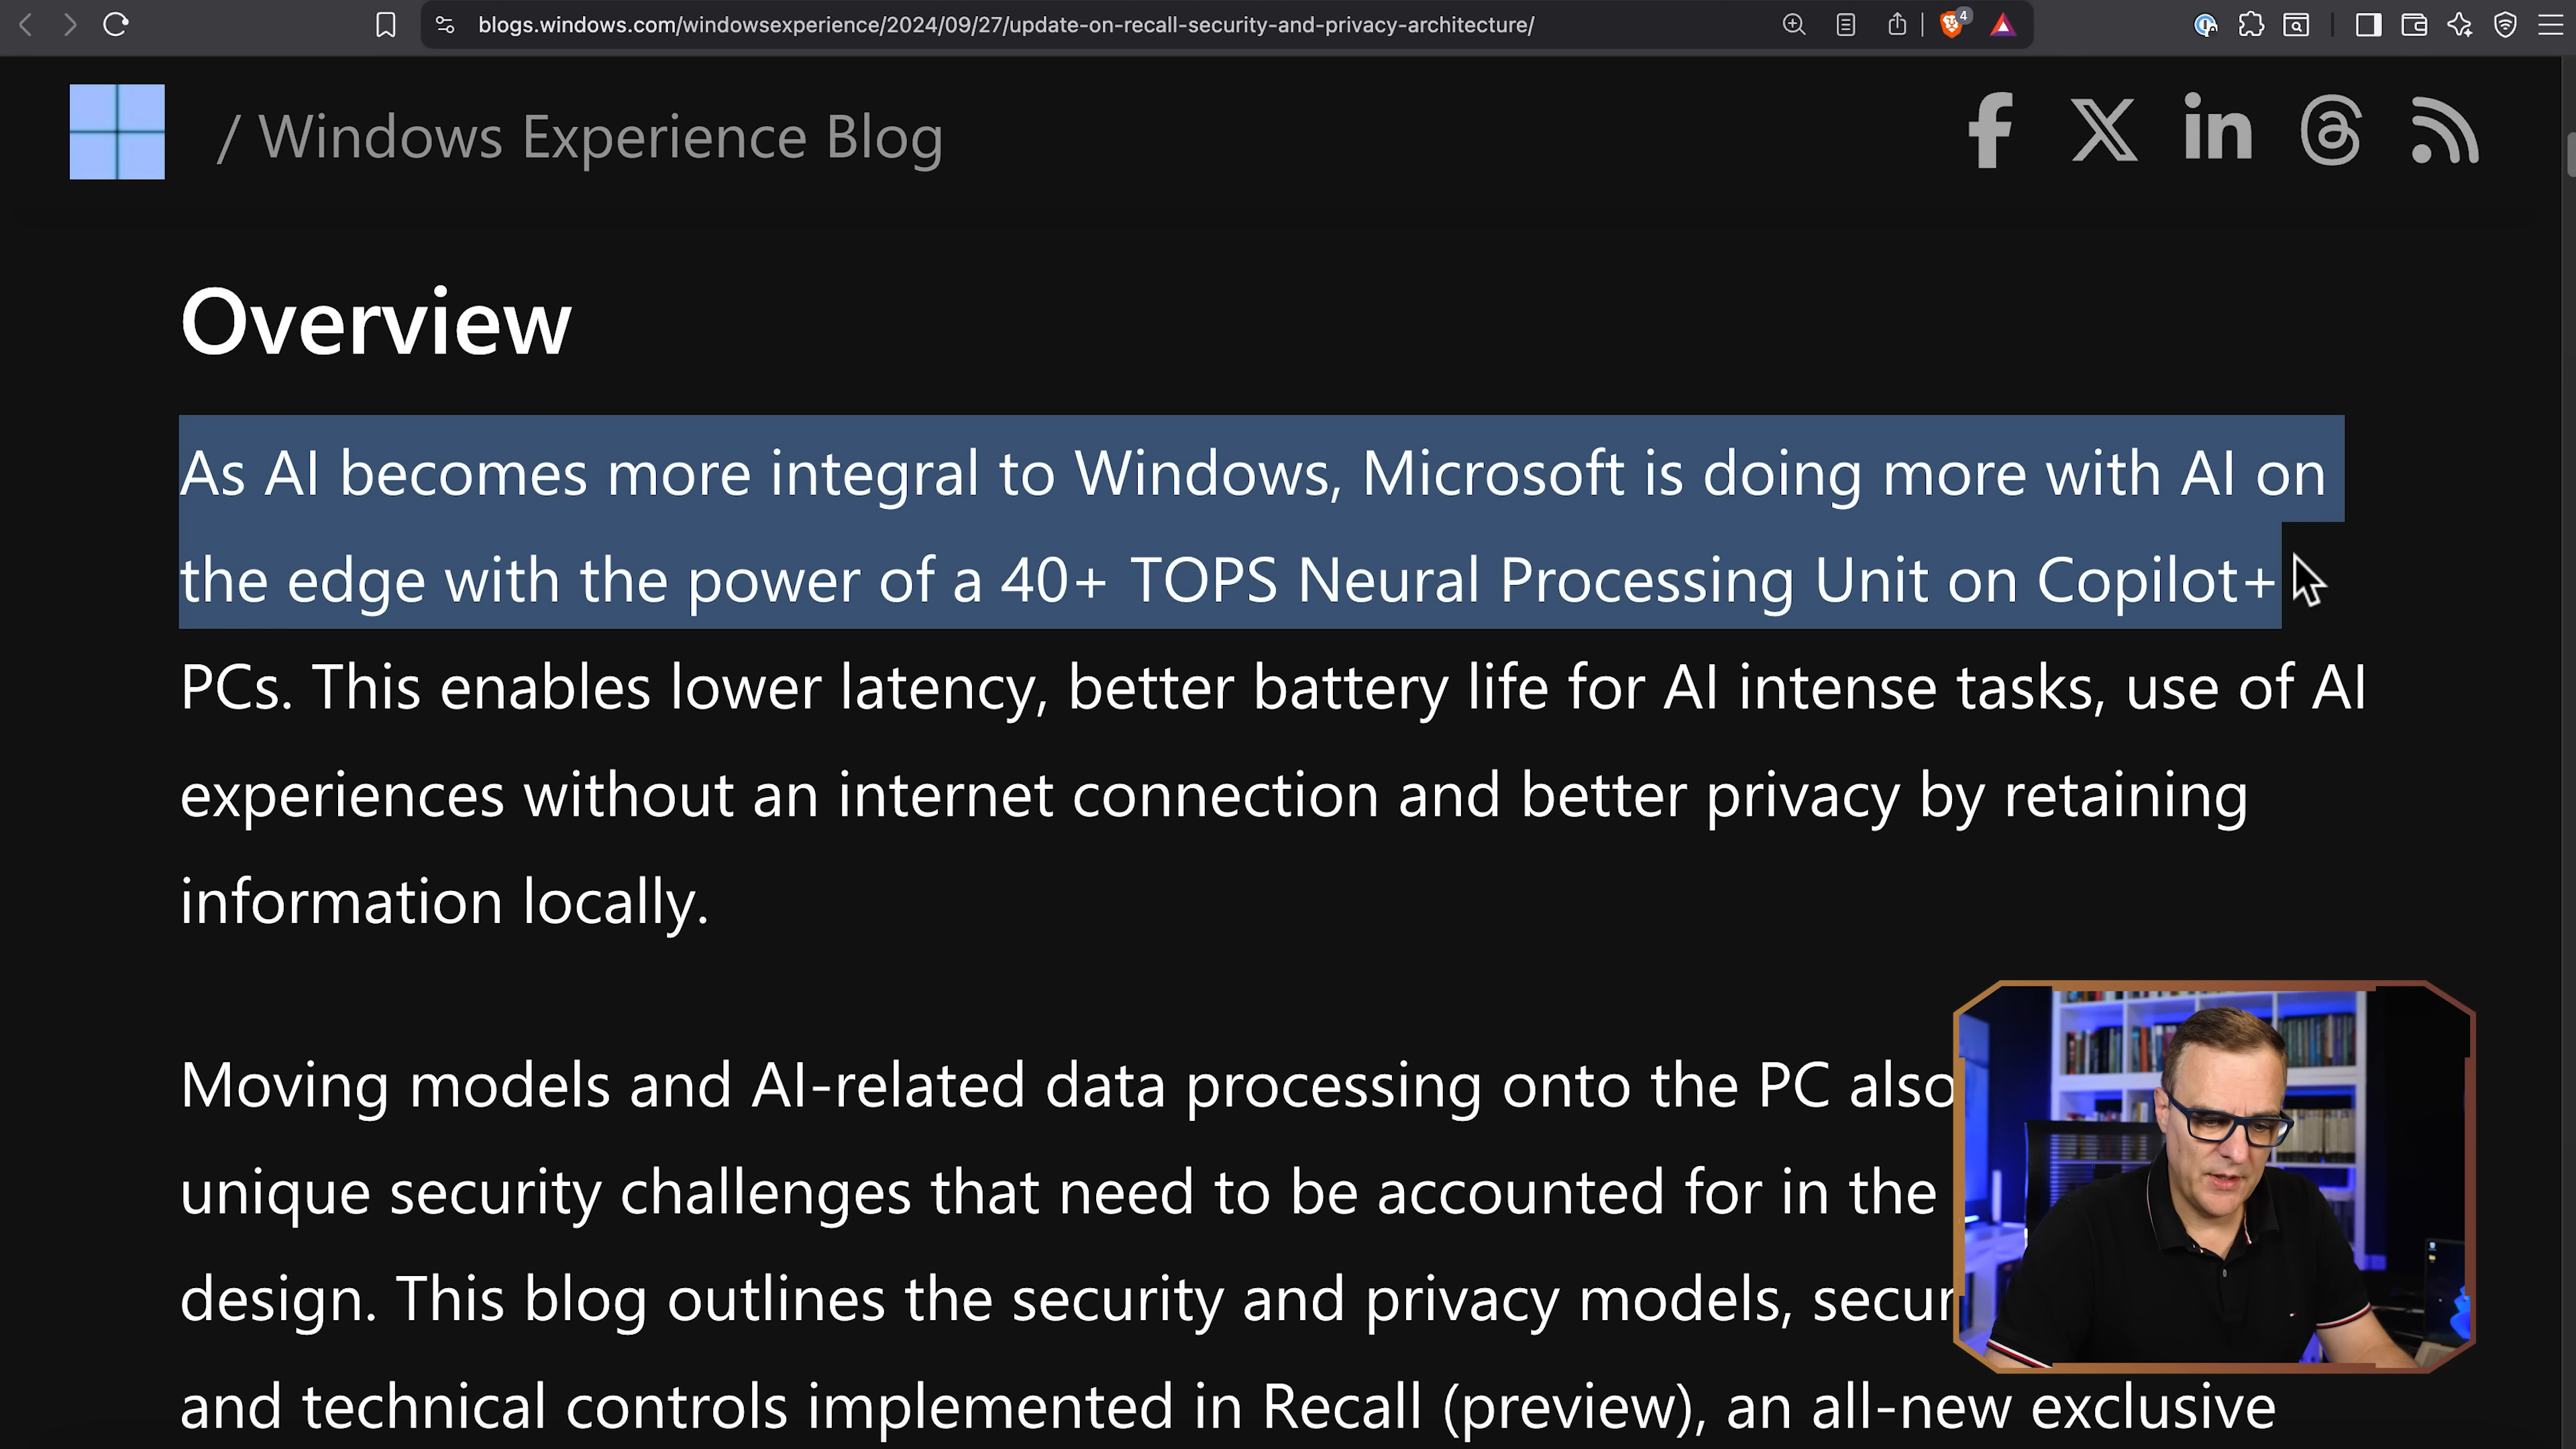 blogs.windows.com/windowsexperience/2024/09/27/update-on-recall-security-and-privacy-architecture/
4
/ Windows Experience Blog
Overview
As AI becomes more integral to Windows, Microsoft is doing more with AI on
the edge with the power of a 40+ TOPS Neural Processing Unit on Copilot+
PCs. This enables lower latency, better battery life for AI intense tasks, use of AI
experiences without an internet connection and better privacy by retaining
information locally.
Moving models and AI-related data processing onto the PC also
unique security challenges that need to be accounted for in the
design. This blog outlines the security and privacy models, secur
and technical controls implemented in Recall (preview), an all-new exclusive